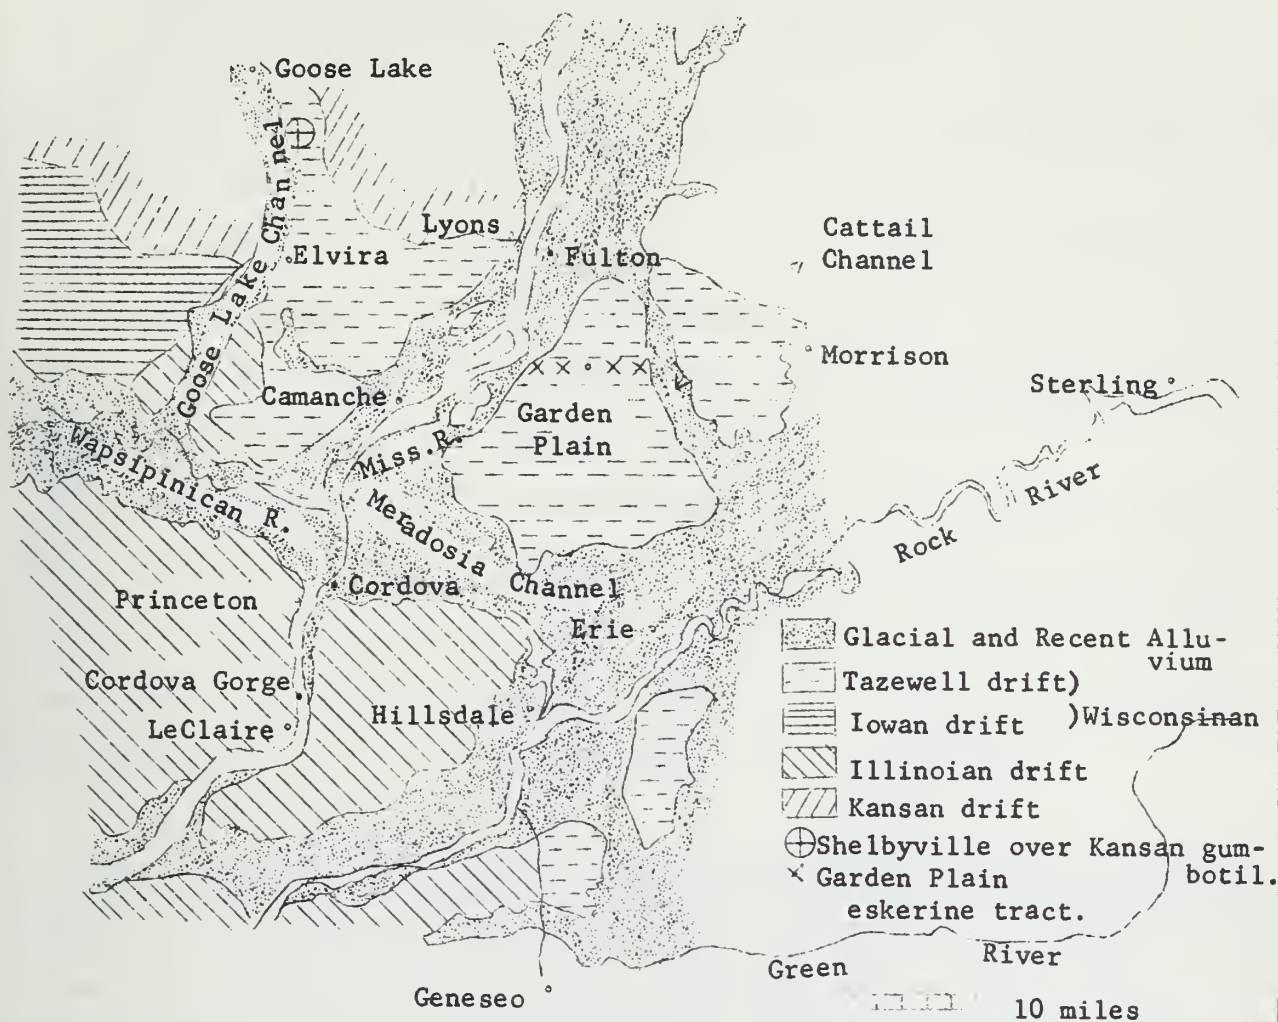 Goose Lake
Goose Lake Channel
Lyons
Elvira
Fulton
Cattail
Channel
Morrison
Sterling
Camanche
Garden
Plain
Miss. R.
Wapsipinican R.
Meradosia Channel
Rock River
Princeton
Cordova
Erie
Cordova Gorge
LeClaire
Hillsdale
Glacial and Recent Allu-
vium
Tazewell drift)
Iowan drift )Wisconsinan
Illinoian drift
Kansan drift
Shelbyville over Kansan gum-
botil.
x Garden Plain
eskerine tract.
Green River
Geneseo
10 miles